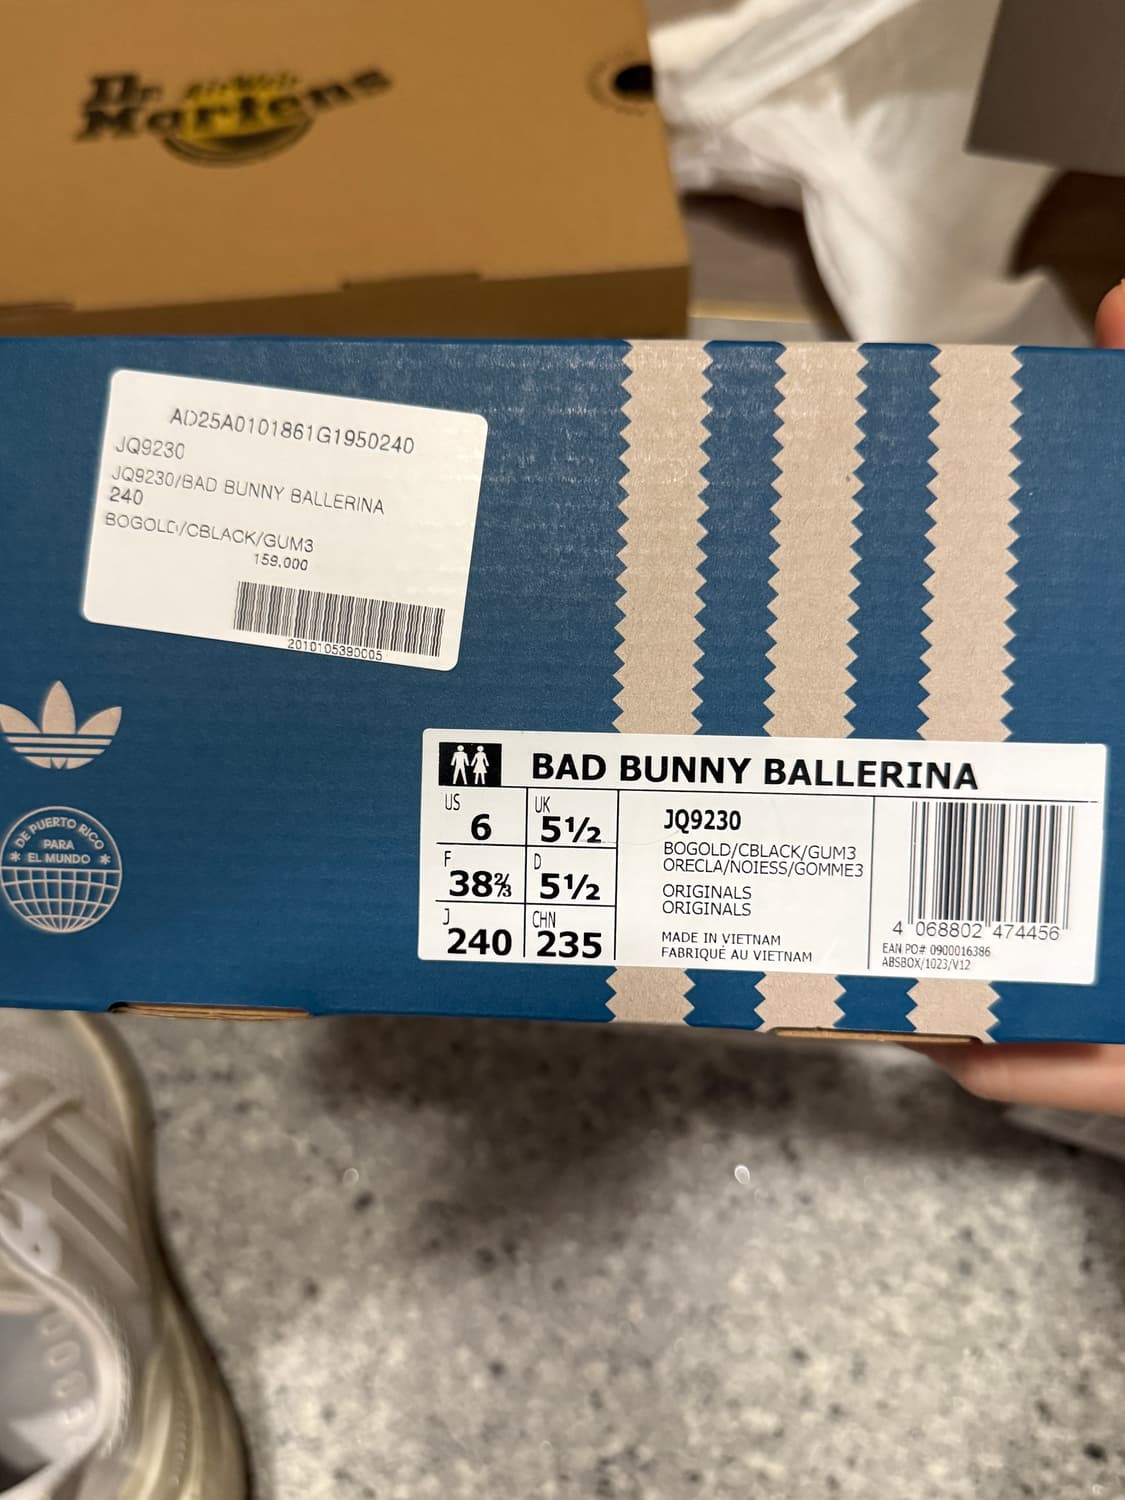 Dr.
AirWair
Martens
AD25A0101861G1950240
JQ9230
JQ9230/BAD BUNNY BALLERINA
240
BOGOLD/CBLACK/GUM3
159.000
2010105390005
DE PUERTO RICO
PARA
* EL MUNDO *
BAD BUNNY BALLERINA
US
6
UK
5½
F
38⅔
D
5½
J
240
CHN
235
JQ9230
BOGOLD/CBLACK/GUM3
ORECLA/NOIESS/GOMME3
ORIGINALS
ORIGINALS
MADE IN VIETNAM
FABRIQUÉ AU VIETNAM
4 068802 474456
EAN PO# 0900016386
ABSBOX/1023/V12